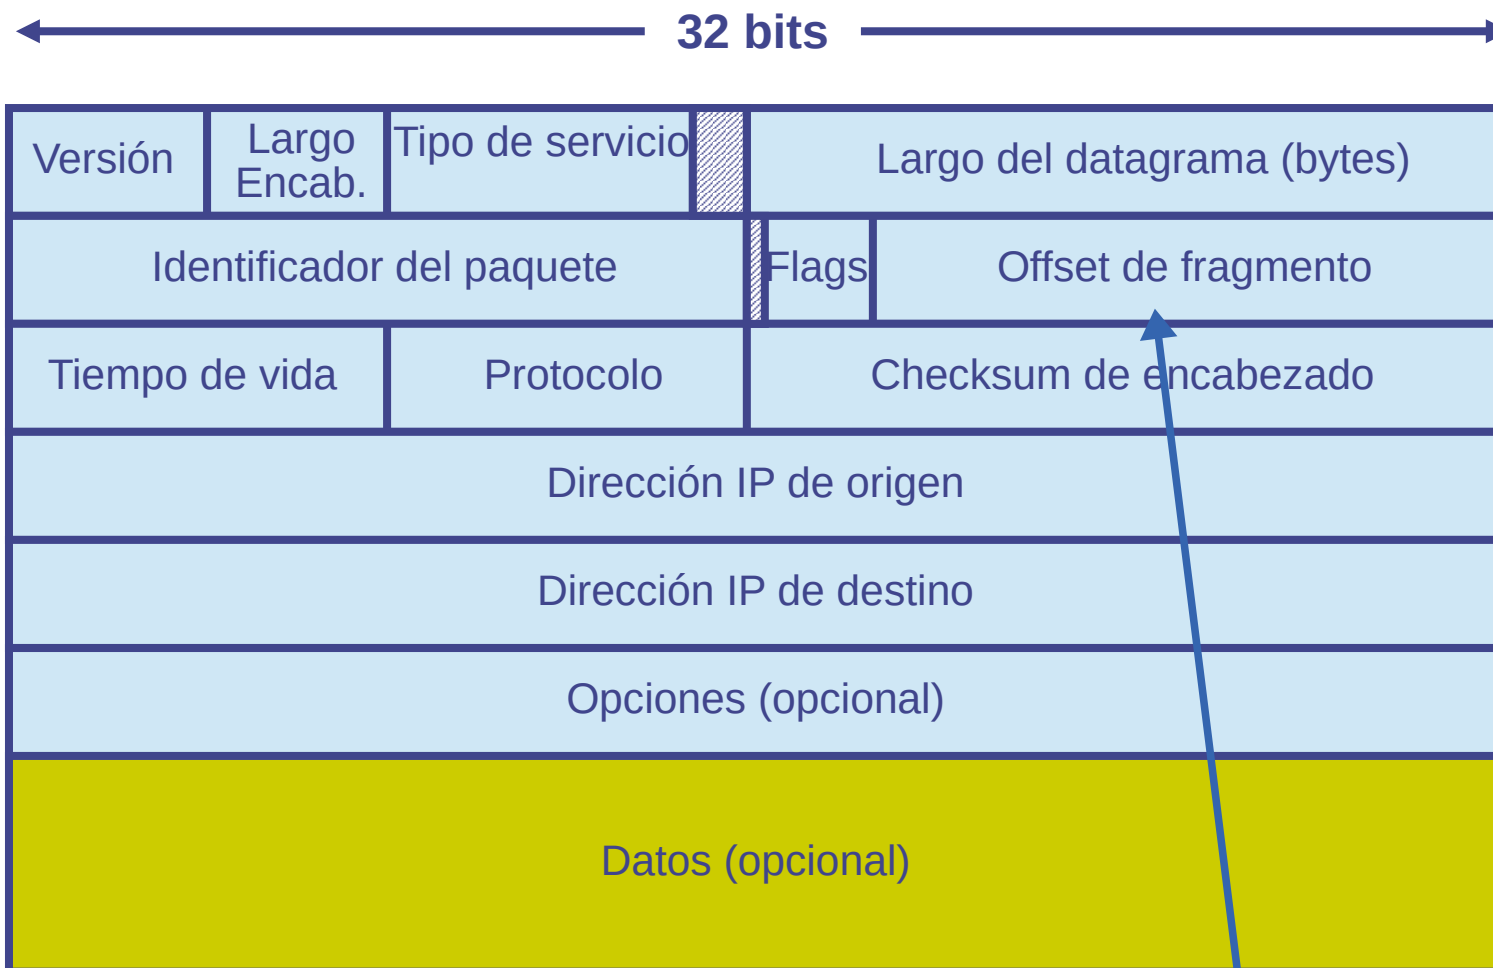 32 bits
Versión
Largo
Encab.
Tipo de servicio
Largo del datagrama (bytes)
Identificador del paquete
Flags
Offset de fragmento
Tiempo de vida
Protocolo
Checksum de encabezado
Dirección IP de origen
Dirección IP de destino
Opciones (opcional)
Datos (opcional)